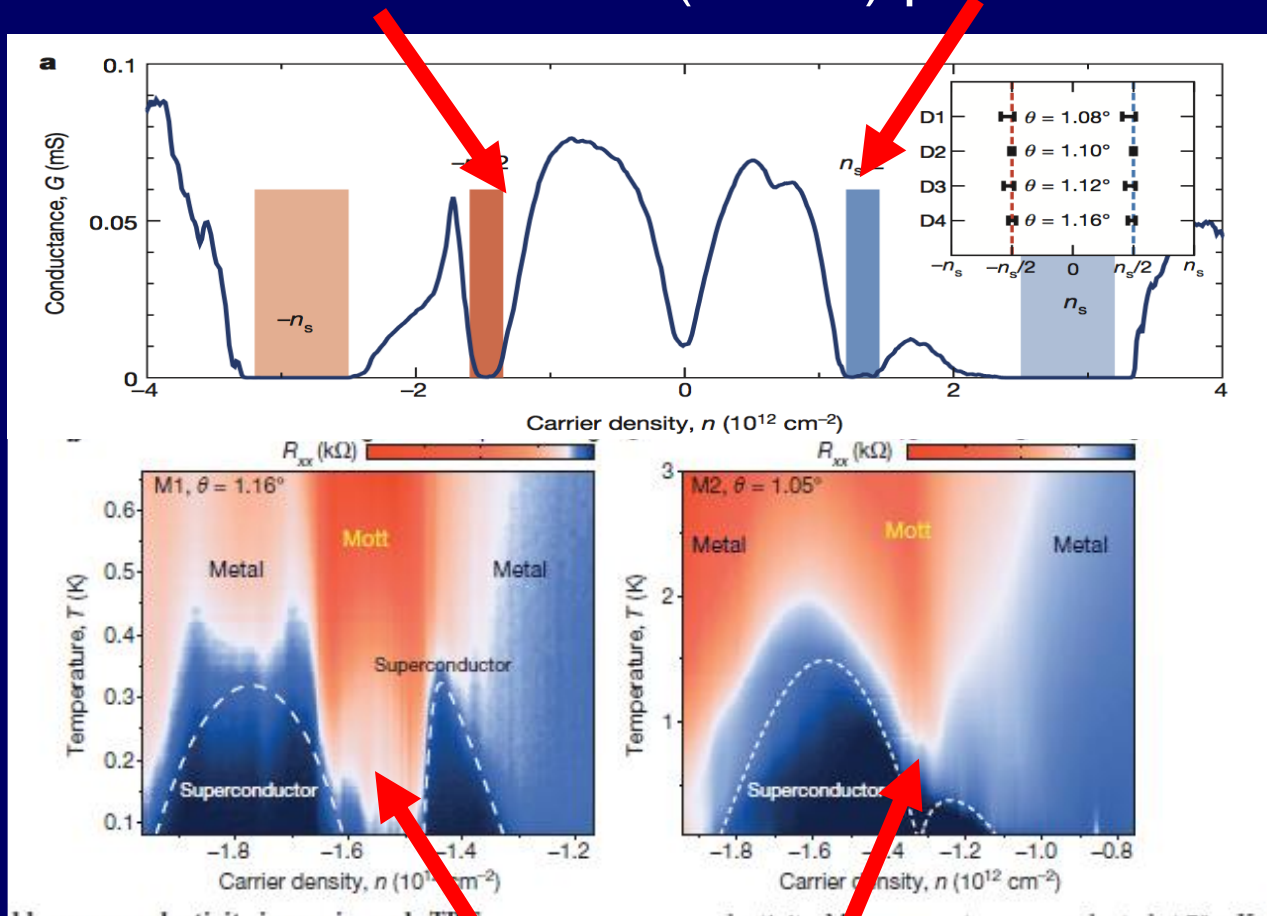 a
0.1
0.05
0
Conductance, G (mS)
–nₛ
nₛ
D1 θ = 1.08°
D2 θ = 1.10°
D3 θ = 1.12°
D4 θ = 1.16°
–nₛ –nₛ/2 0 nₛ/2 nₛ
nₛ
–4 –2 0 2 4
Carrier density, n (10¹² cm⁻²)
Rₓₓ (kΩ)
M1, θ = 1.16°
Mott
Metal
Metal
Superconductor
Superconductor
Temperature, T (K)
0.6
0.5
0.4
0.3
0.2
0.1
–1.8 –1.6 –1.4 –1.2
Carrier density, n (10¹² cm⁻²)
Rₓₓ (kΩ)
M2, θ = 1.05°
Mott
Metal
Metal
Superconductor
Temperature, T (K)
3
2
1
–1.8 –1.6 –1.4 –1.2 –1.0 –0.8
Carrier density, n (10¹² cm⁻²)